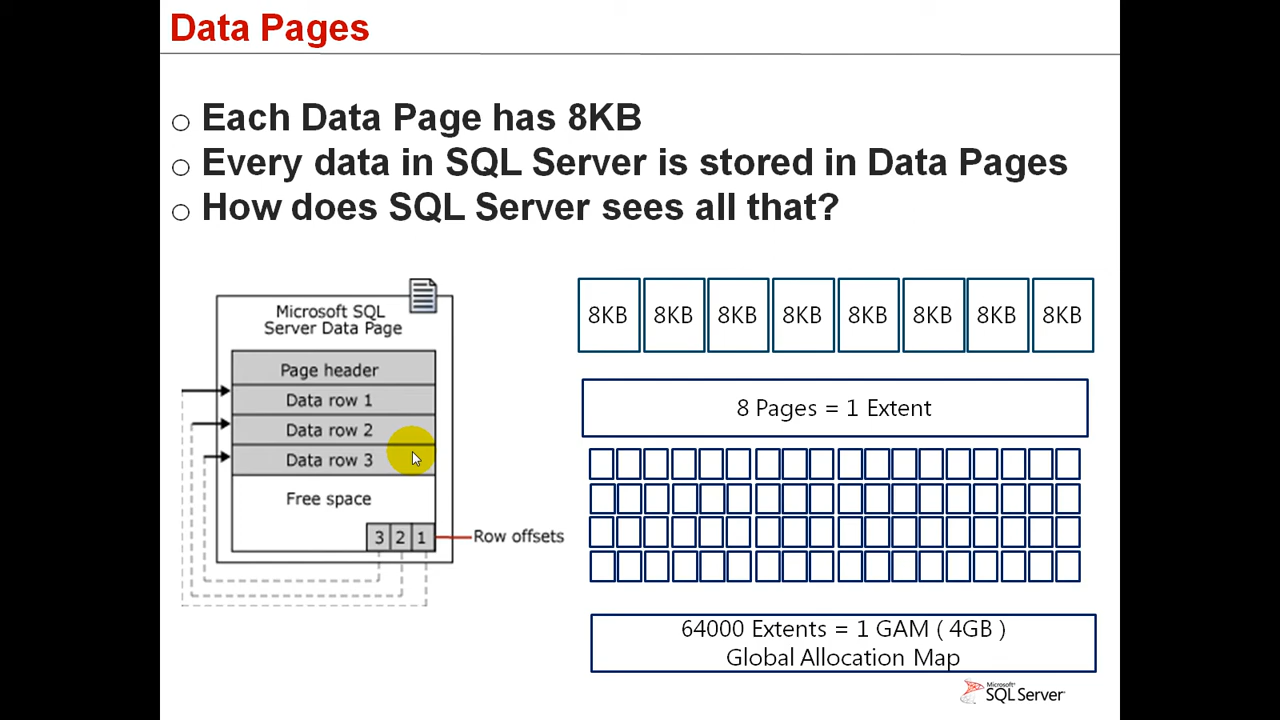 Data Pages
Each Data Page has 8KB
Every data in SQL Server is stored in Data Pages
How does SQL Server sees all that?
Microsoft SQL
Server Data Page
Page header
Data row 1
Data row 2
Data row 3
Free space
3 2 1
Row offsets
8KB 8KB 8KB 8KB 8KB 8KB 8KB 8KB
8 Pages = 1 Extent
64000 Extents = 1 GAM ( 4GB )
Global Allocation Map
Microsoft
SQL Server